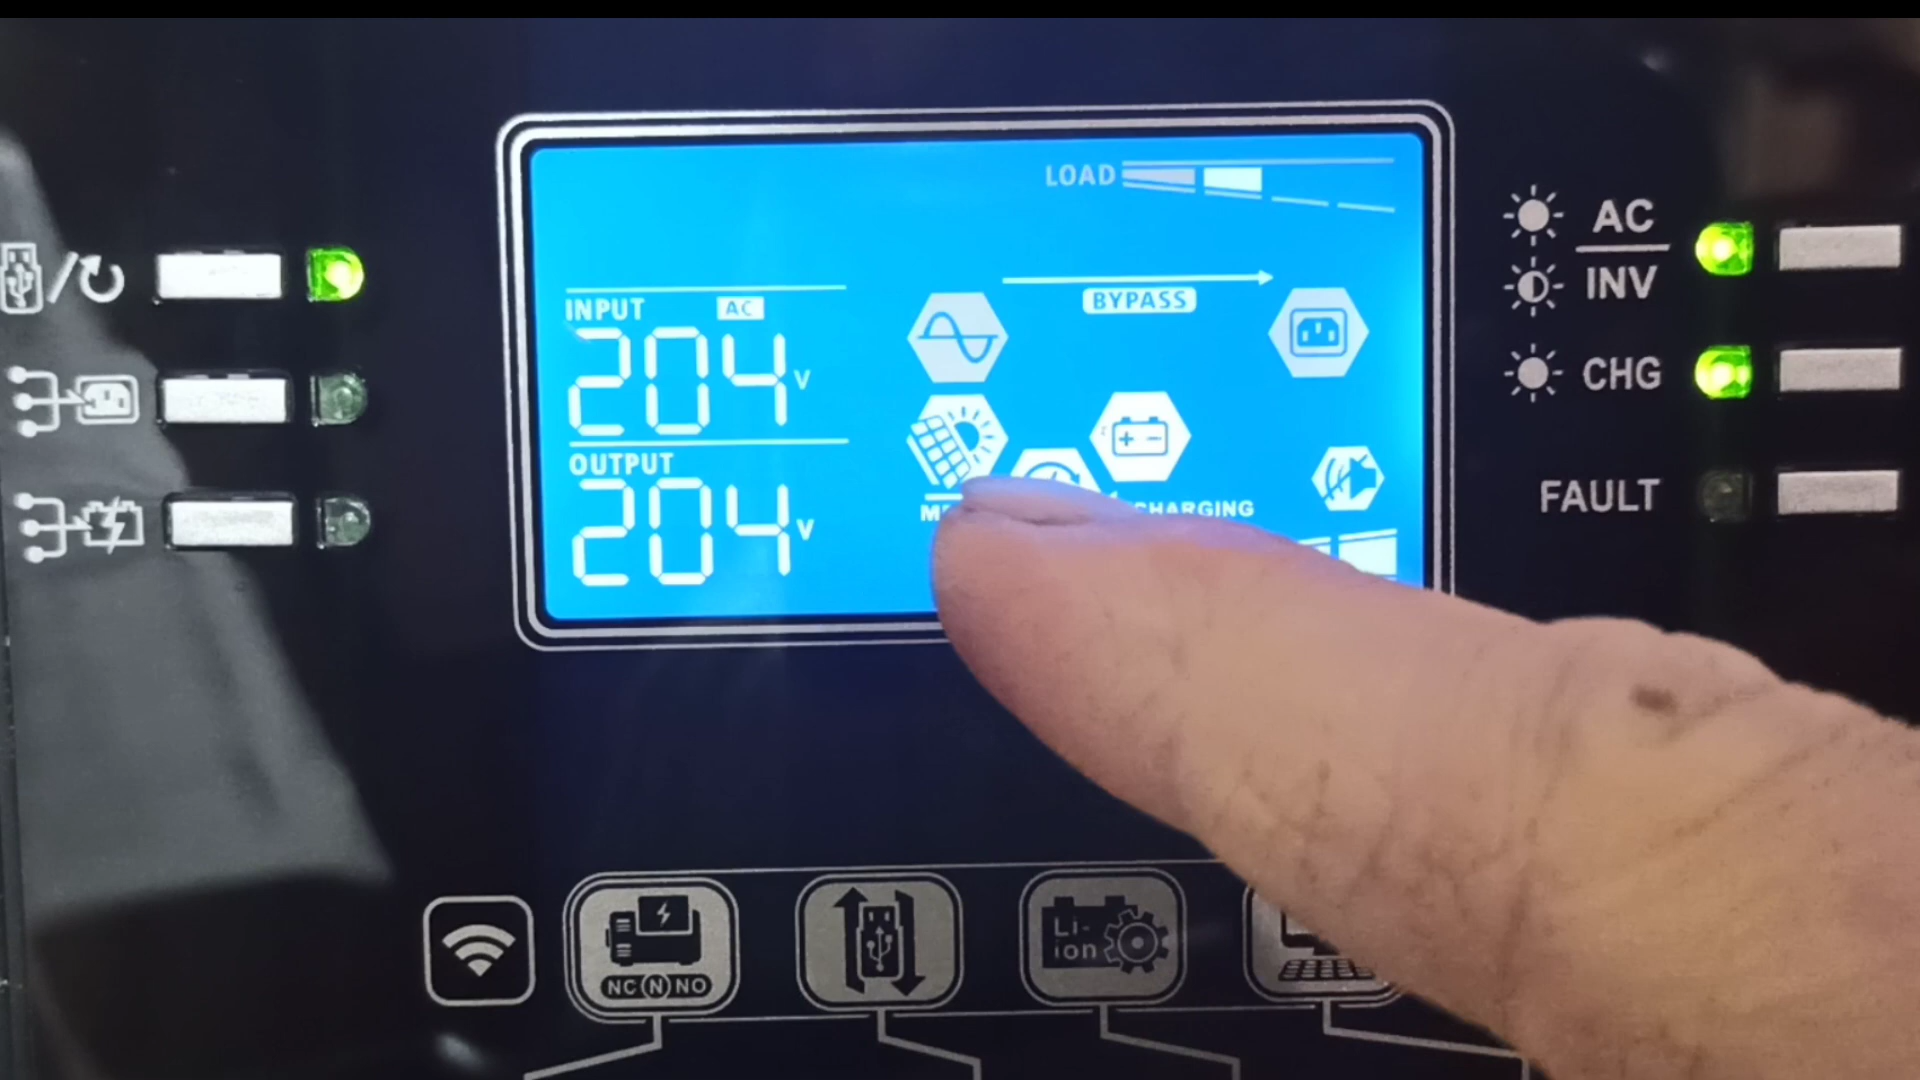 LOAD
AC
INV
INPUT AC
BYPASS
204 V
CHG
OUTPUT
204 V
CHARGING
FAULT
Li-
ion
NC N NO